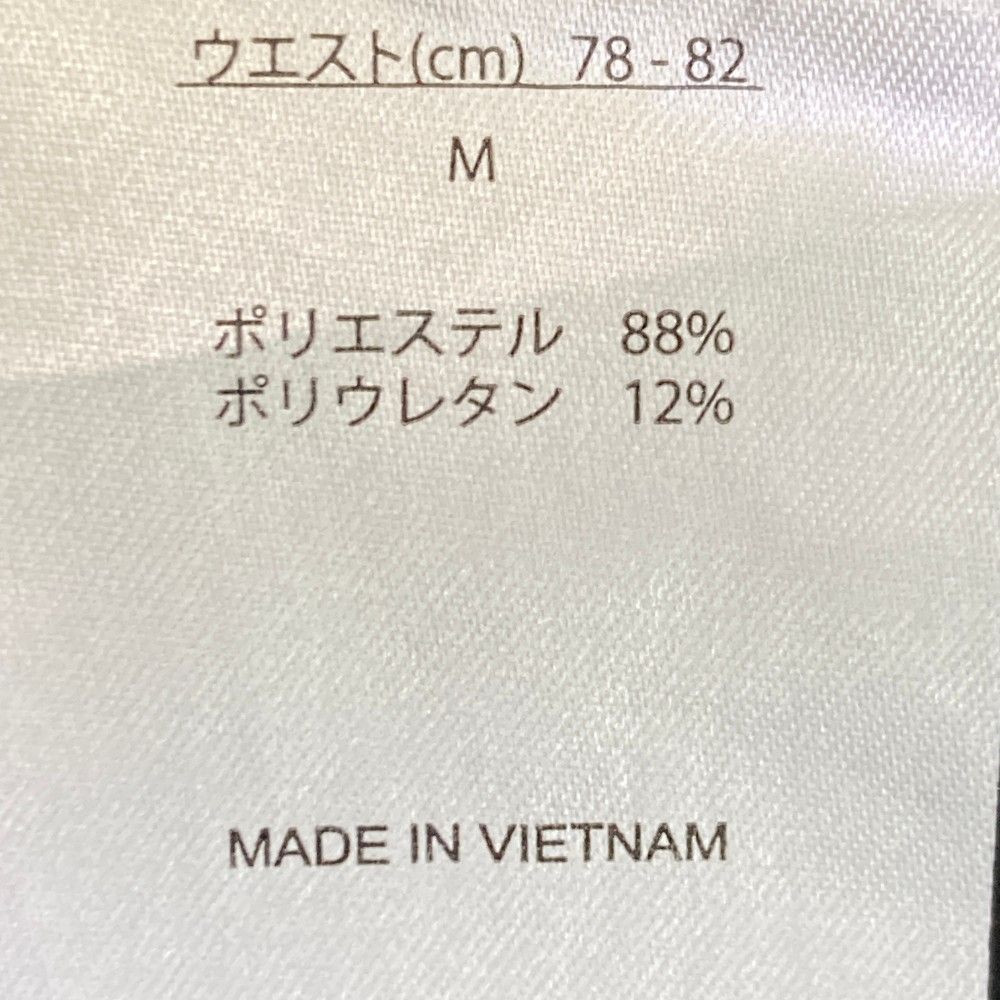 ウエスト(cm) 78 - 82
M
ポリエステル 88%
ポリウレタン 12%
MADE IN VIETNAM